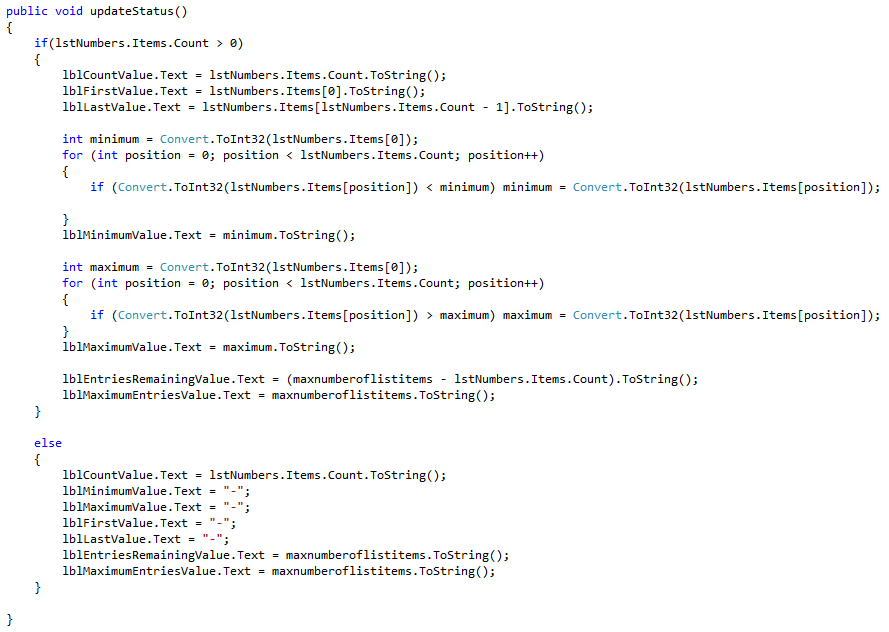 public void updateStatus()
{
    if(lstNumbers.Items.Count > 0)
    {
        lblCountValue.Text = lstNumbers.Items.Count.ToString();
        lblFirstValue.Text = lstNumbers.Items[0].ToString();
        lblLastValue.Text = lstNumbers.Items[lstNumbers.Items.Count - 1].ToString();

        int minimum = Convert.ToInt32(lstNumbers.Items[0]);
        for (int position = 0; position < lstNumbers.Items.Count; position++)
        {
            if (Convert.ToInt32(lstNumbers.Items[position]) < minimum) minimum = Convert.ToInt32(lstNumbers.Items[position]);

        }
        lblMinimumValue.Text = minimum.ToString();

        int maximum = Convert.ToInt32(lstNumbers.Items[0]);
        for (int position = 0; position < lstNumbers.Items.Count; position++)
        {
            if (Convert.ToInt32(lstNumbers.Items[position]) > maximum) maximum = Convert.ToInt32(lstNumbers.Items[position]);
        }
        lblMaximumValue.Text = maximum.ToString();

        lblEntriesRemainingValue.Text = (maxnumberoflistitems - lstNumbers.Items.Count).ToString();
        lblMaximumEntriesValue.Text = maxnumberoflistitems.ToString();
    }

    else
    {
        lblCountValue.Text = lstNumbers.Items.Count.ToString();
        lblMinimumValue.Text = "-";
        lblMaximumValue.Text = "-";
        lblFirstValue.Text = "-";
        lblLastValue.Text = "-";
        lblEntriesRemainingValue.Text = maxnumberoflistitems.ToString();
        lblMaximumEntriesValue.Text = maxnumberoflistitems.ToString();
    }

}